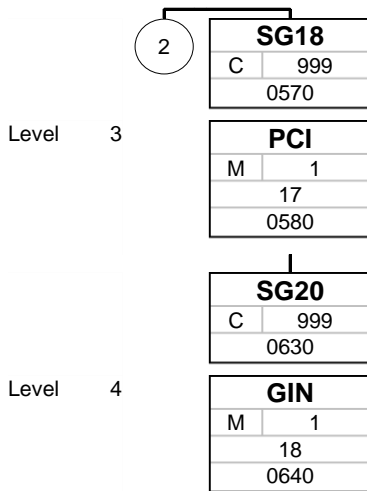 2
SG18
C 999
0570
Level 3
PCI
M 1
17
0580
SG20
C 999
0630
Level 4
GIN
M 1
18
0640